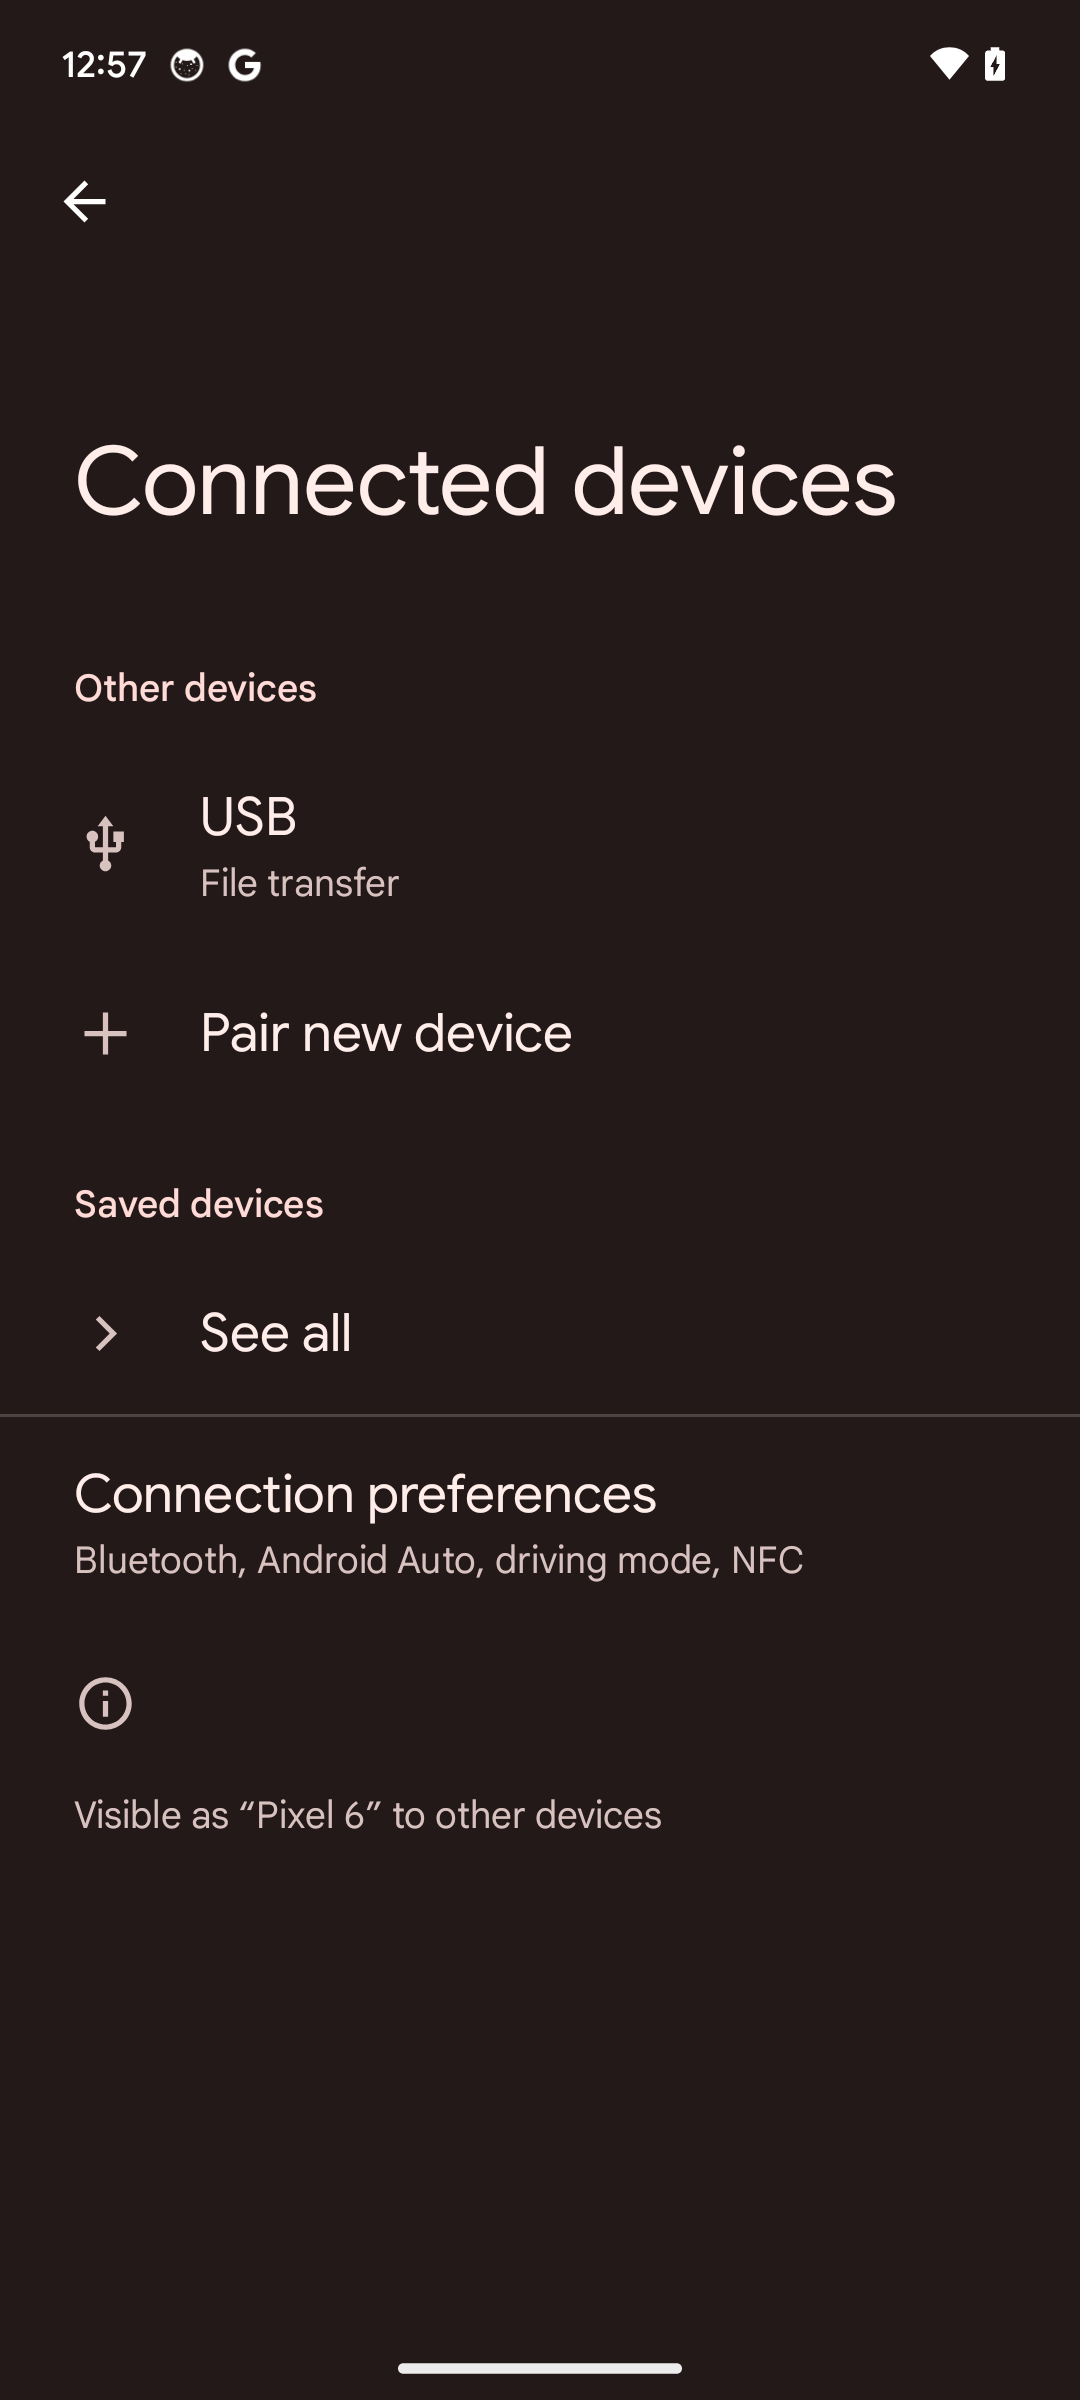 12:57
Connected devices
Other devices
USB
File transfer
Pair new device
Saved devices
See all
Connection preferences
Bluetooth, Android Auto, driving mode, NFC
Visible as “Pixel 6” to other devices